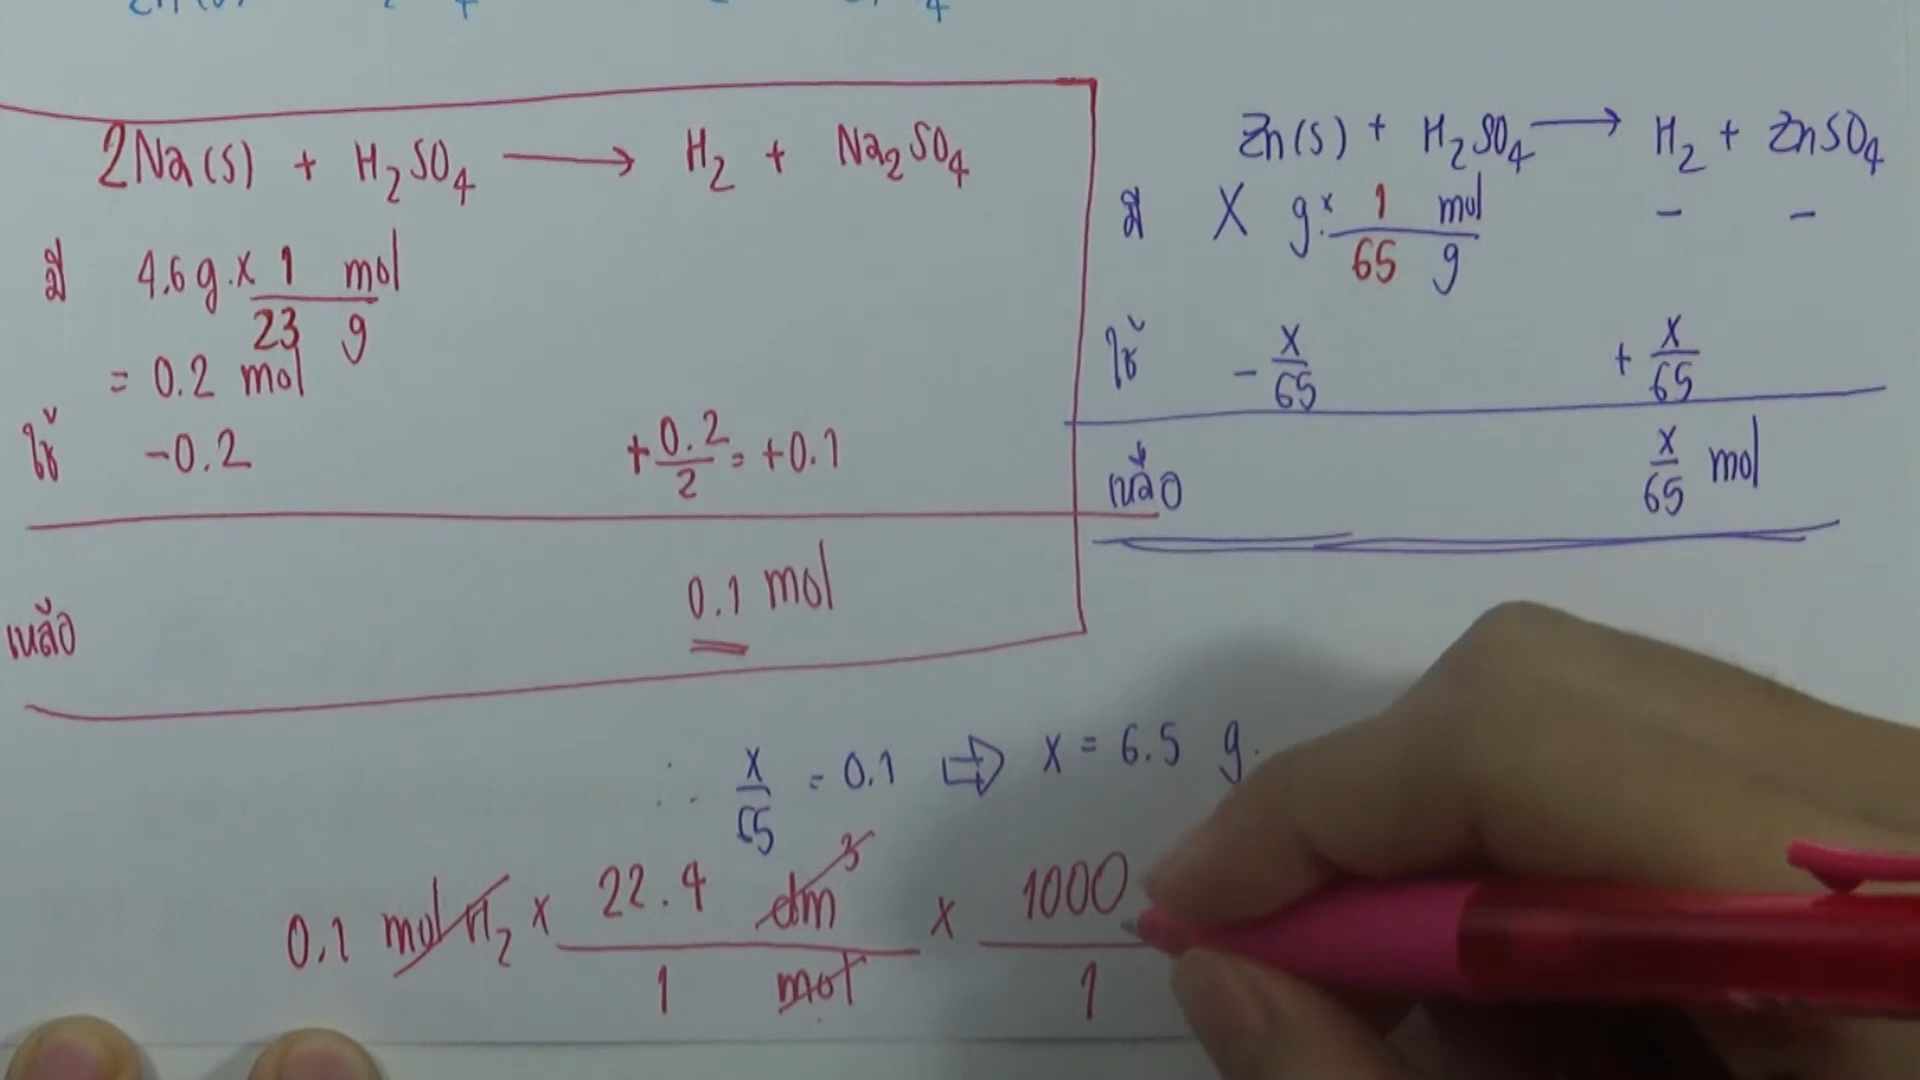 2Na(s) + H₂SO₄ ⟶ H₂ + Na₂SO₄
มี 4.6 g. x 1 mol / 23 g
= 0.2 mol
ใช้ -0.2 +0.2/2 = +0.1
เหลือ 0.1 mol
Zn(s) + H₂SO₄ ⟶ H₂ + ZnSO₄
มี X g. x 1 mol / 65 g - -
ใช้ - x/65 + x/65
เหลือ x/65 mol
∴ x/65 = 0.1 ⇒ x = 6.5 g.
0.1 mol H₂ x 22.4 dm³ / 1 mol x 1000 / 1